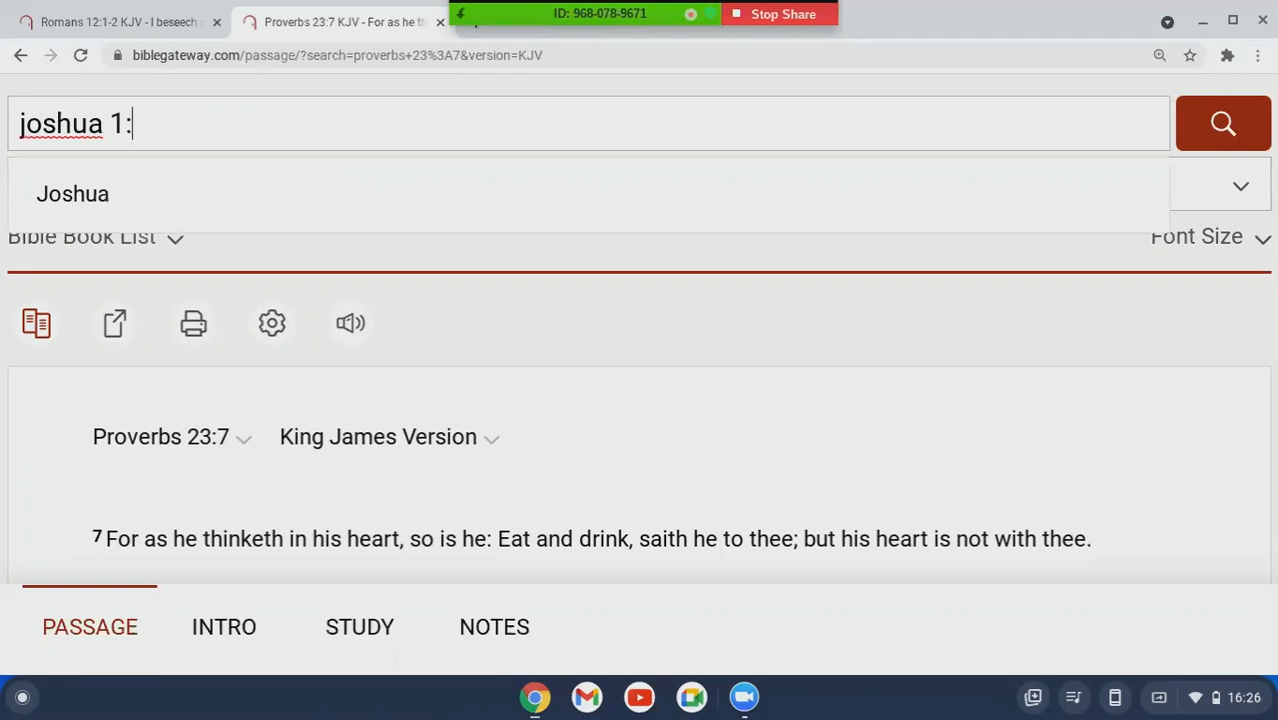 Romans 12:1-2 KJV - I beseech
Proverbs 23:7 KJV - For as he th
ID: 968-078-9671
Stop Share
biblegateway.com/passage/?search=proverbs+23%3A7&version=KJV
joshua 1:
Joshua
Bible Book List
Font Size
Proverbs 23:7
King James Version
7 For as he thinketh in his heart, so is he: Eat and drink, saith he to thee; but his heart is not with thee.
PASSAGE
INTRO
STUDY
NOTES
16:26